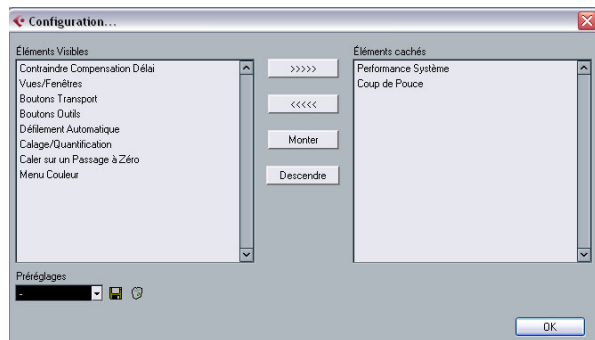 Configuration...
Éléments Visibles
Contraindre Compensation Délai
Vues/Fenêtres
Boutons Transport
Boutons Outils
Défilement Automatique
Calage/Quantification
Caler sur un Passage à Zéro
Menu Couleur
>>>>>
<<<<<
Monter
Descendre
Éléments cachés
Performance Système
Coup de Pouce
Préréglages
-
OK